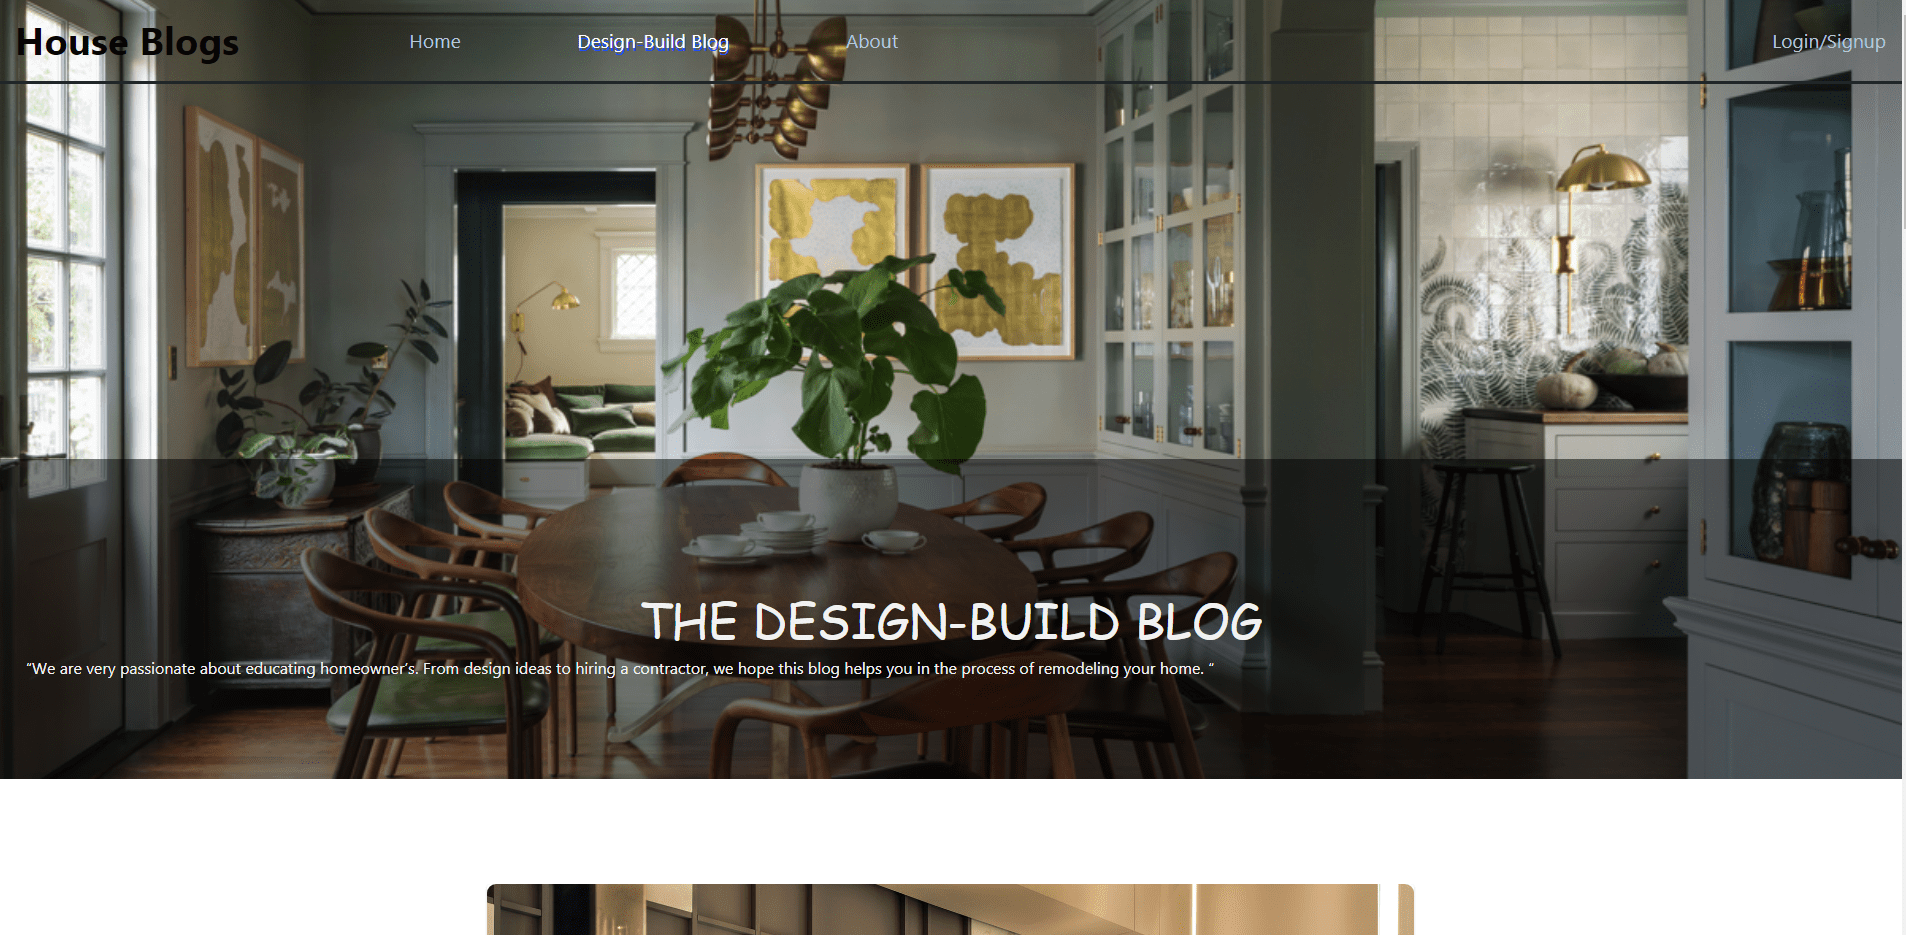 House Blogs Home Design-Build Blog About Login/Signup
THE DESIGN-BUILD BLOG
“We are very passionate about educating homeowner’s. From design ideas to hiring a contractor, we hope this blog helps you in the process of remodeling your home. “